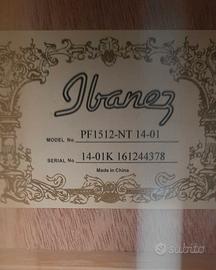 Ibanez
MODEL No. PF1512-NT 14-01
SERIAL No. 14-01K 161244378
Made in China
subito